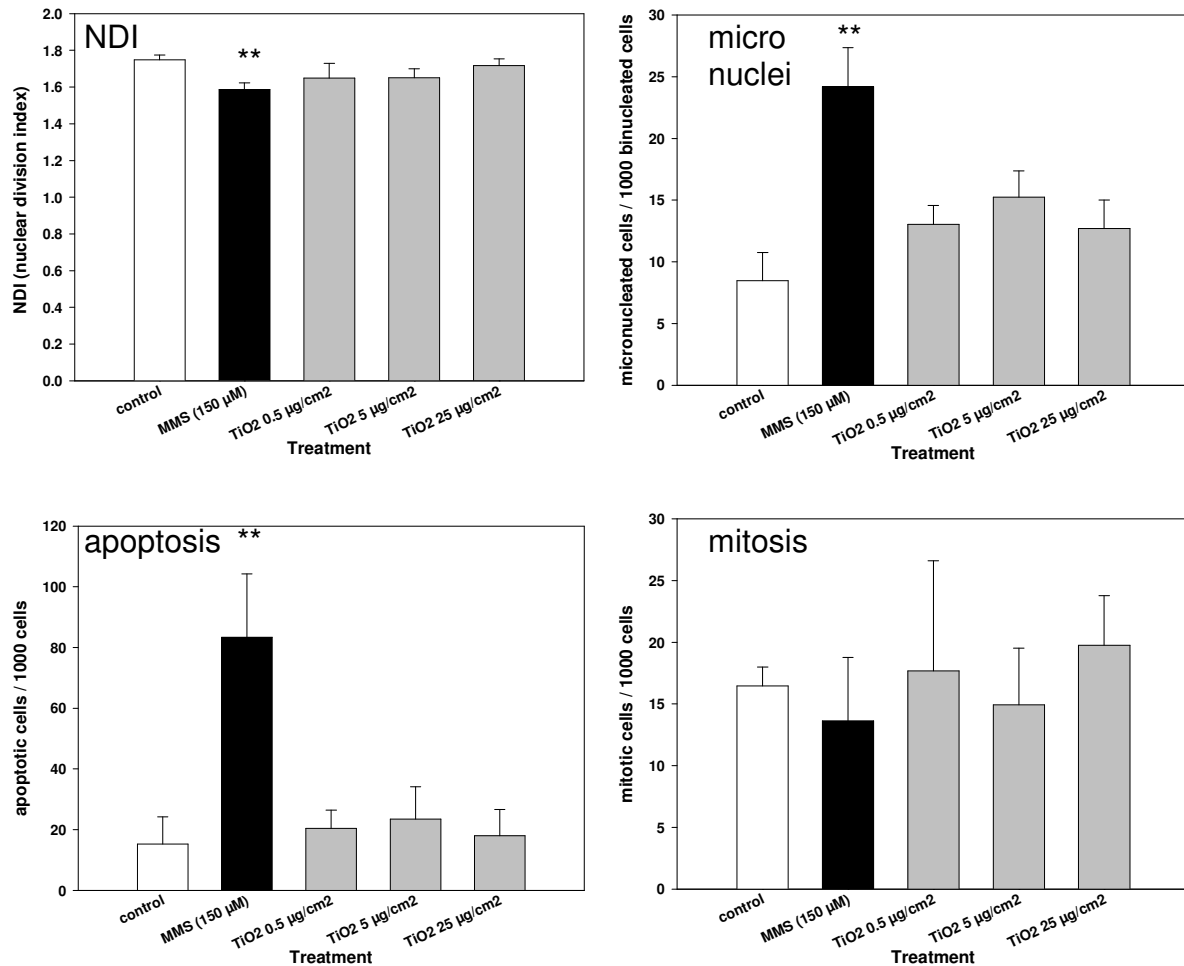 NDI
**
NDI (nuclear division index)
2.0
1.8
1.6
1.4
1.2
1.0
0.8
0.6
0.4
0.2
0.0
control
MMS (150 µM)
TiO2 0.5 µg/cm2
TiO2 5 µg/cm2
TiO2 25 µg/cm2
Treatment
micro
nuclei
**
micronucleated cells / 1000 binucleated cells
30
25
20
15
10
5
0
control
MMS (150 µM)
TiO2 0.5 µg/cm2
TiO2 5 µg/cm2
TiO2 25 µg/cm2
Treatment
apoptosis
**
apoptotic cells / 1000 cells
120
100
80
60
40
20
0
control
MMS (150 µM)
TiO2 0.5 µg/cm2
TiO2 5 µg/cm2
TiO2 25 µg/cm2
Treatment
mitosis
mitotic cells / 1000 cells
30
25
20
15
10
5
0
control
MMS (150 µM)
TiO2 0.5 µg/cm2
TiO2 5 µg/cm2
TiO2 25 µg/cm2
Treatment